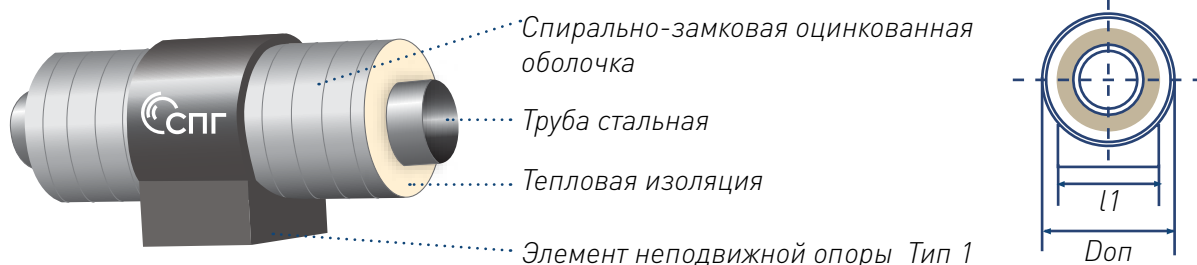 Спирально-замковая оцинкованная
оболочка
СПГ
Труба стальная
Тепловая изоляция
Элемент неподвижной опоры Тип 1
l1
Dоп